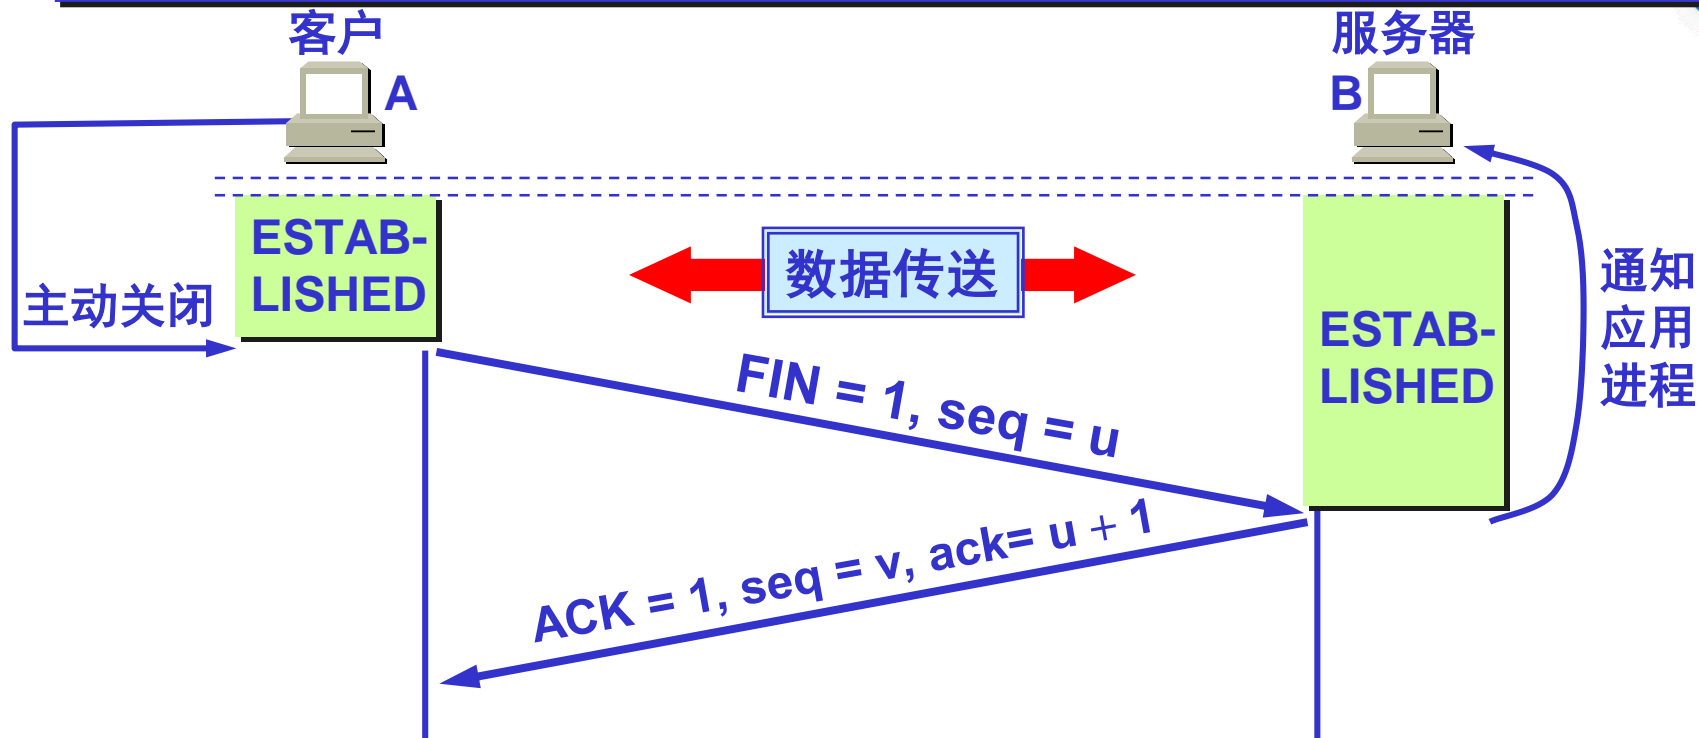 客户
服务器
A
B
ESTAB-
LISHED
数据传送
主动关闭
ESTAB-
LISHED
通知
应用
进程
FIN = 1, seq = u
ACK = 1, seq = v, ack= u + 1